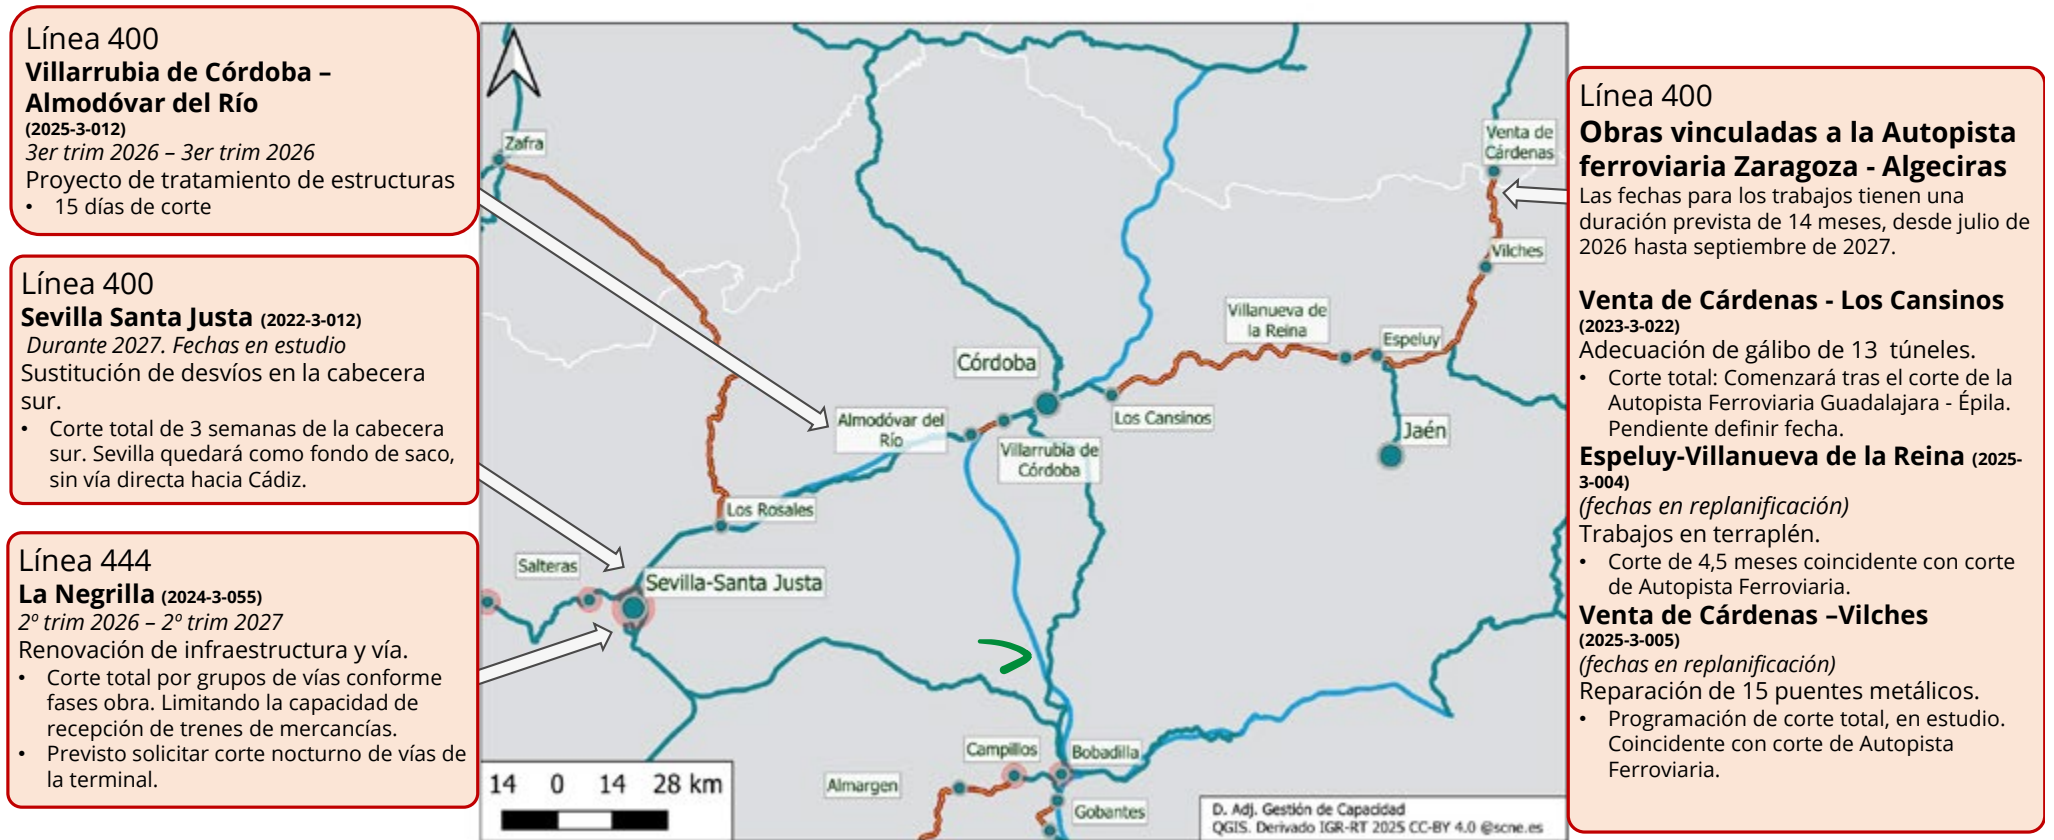 Línea 400
Villarrubia de Córdoba –
Almodóvar del Río
(2025-3-012)
3er trim 2026 – 3er trim 2026
Proyecto de tratamiento de estructuras
• 15 días de corte
Línea 400
Sevilla Santa Justa (2022-3-012)
Durante 2027. Fechas en estudio
Sustitución de desvíos en la cabecera
sur.
• Corte total de 3 semanas de la cabecera
sur. Sevilla quedará como fondo de saco,
sin vía directa hacia Cádiz.
Línea 444
La Negrilla (2024-3-055)
2º trim 2026 – 2º trim 2027
Renovación de infraestructura y vía.
• Corte total por grupos de vías conforme
fases obra. Limitando la capacidad de
recepción de trenes de mercancías.
• Previsto solicitar corte nocturno de vías de
la terminal.
Zafra
Venta de
Cárdenas
Vilches
Villanueva de
la Reina
Espeluy
Córdoba
Los Cansinos
Almodóvar del
Río
Villarrubia de
Córdoba
Jaén
Los Rosales
Salteras
Sevilla-Santa Justa
Campillos
Bobadilla
Almargen
Gobantes
14 0 14 28 km
D. Adj. Gestión de Capacidad
QGIS. Derivado IGR-RT 2025 CC-BY 4.0 @scne.es
Línea 400
Obras vinculadas a la Autopista
ferroviaria Zaragoza - Algeciras
Las fechas para los trabajos tienen una
duración prevista de 14 meses, desde julio de
2026 hasta septiembre de 2027.
Venta de Cárdenas - Los Cansinos
(2023-3-022)
Adecuación de gálibo de 13 túneles.
• Corte total: Comenzará tras el corte de la
Autopista Ferroviaria Guadalajara - Épila.
Pendiente definir fecha.
Espeluy-Villanueva de la Reina (2025-
3-004)
(fechas en replanificación)
Trabajos en terraplén.
• Corte de 4,5 meses coincidente con corte
de Autopista Ferroviaria.
Venta de Cárdenas –Vilches
(2025-3-005)
(fechas en replanificación)
Reparación de 15 puentes metálicos.
• Programación de corte total, en estudio.
Coincidente con corte de Autopista
Ferroviaria.